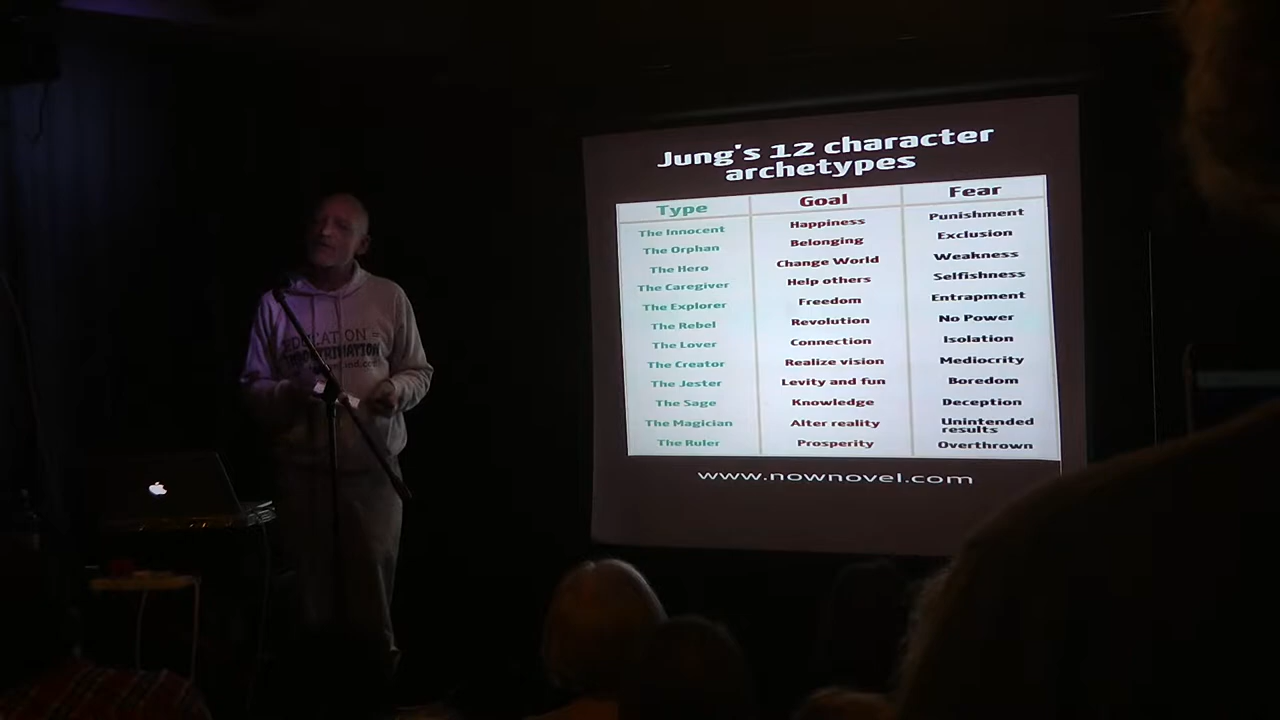 Jung's 12 character
archetypes
Type Goal Fear
The Innocent Happiness Punishment
The Orphan Belonging Exclusion
The Hero Change World Weakness
The Caregiver Help others Selfishness
The Explorer Freedom Entrapment
The Rebel Revolution No Power
The Lover Connection Isolation
The Creator Realize vision Mediocrity
The Jester Levity and fun Boredom
The Sage Knowledge Deception
The Magician Alter reality Unintended
results
The Ruler Prosperity Overthrown
www.nownovel.com
EDUCATION =